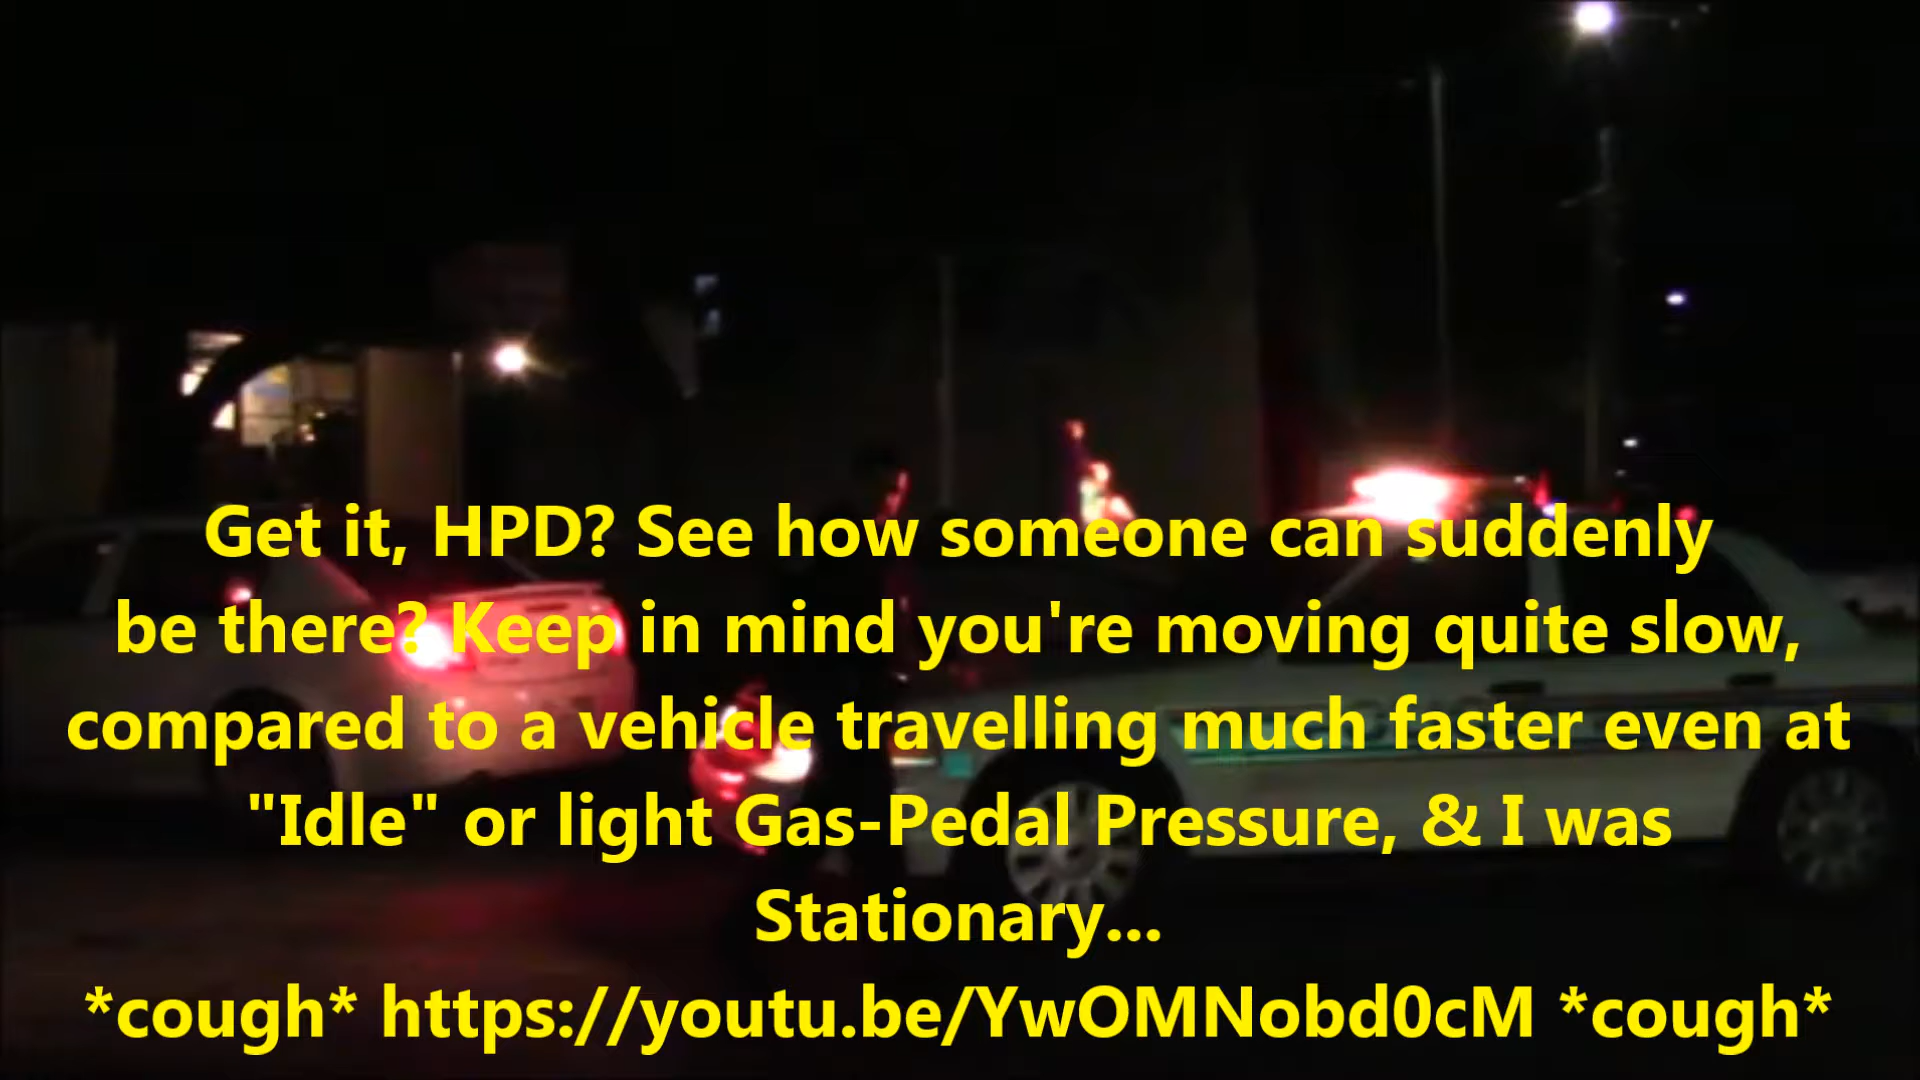 Get it, HPD? See how someone can suddenly
be there? Keep in mind you're moving quite slow,
compared to a vehicle travelling much faster even at
"Idle" or light Gas-Pedal Pressure, & I was
Stationary...
*cough* https://youtu.be/YwOMNobd0cM *cough*